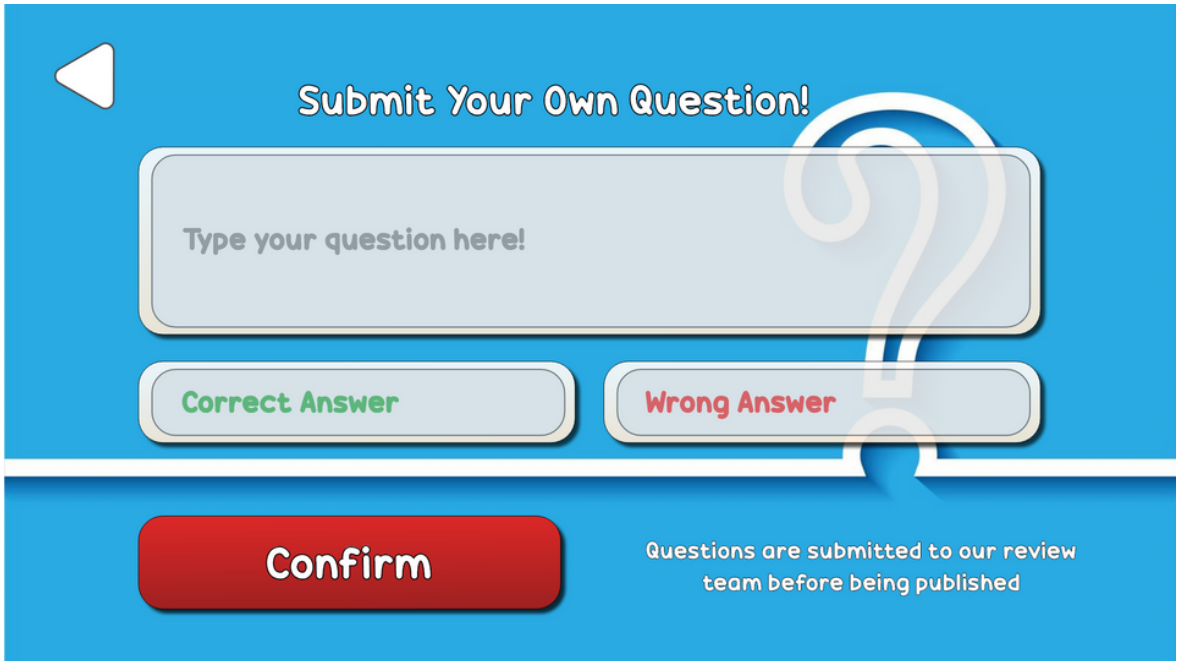 Submit Your Own Question!
Type your question here!
Correct Answer
Wrong Answer
Confirm
Questions are submitted to our review
team before being published